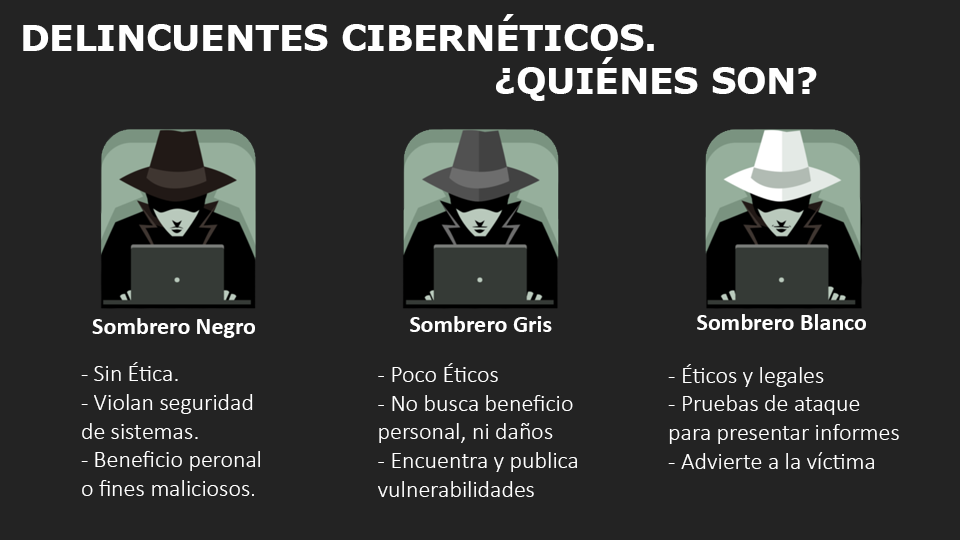 DELINCUENTES CIBERNÉTICOS.
¿QUIÉNES SON?
Sombrero Negro
- Sin Ética.
- Violan seguridad
de sistemas.
- Beneficio peronal
o fines maliciosos.
Sombrero Gris
- Poco Éticos
- No busca beneficio
personal, ni daños
- Encuentra y publica
vulnerabilidades
Sombrero Blanco
- Éticos y legales
- Pruebas de ataque
para presentar informes
- Advierte a la víctima